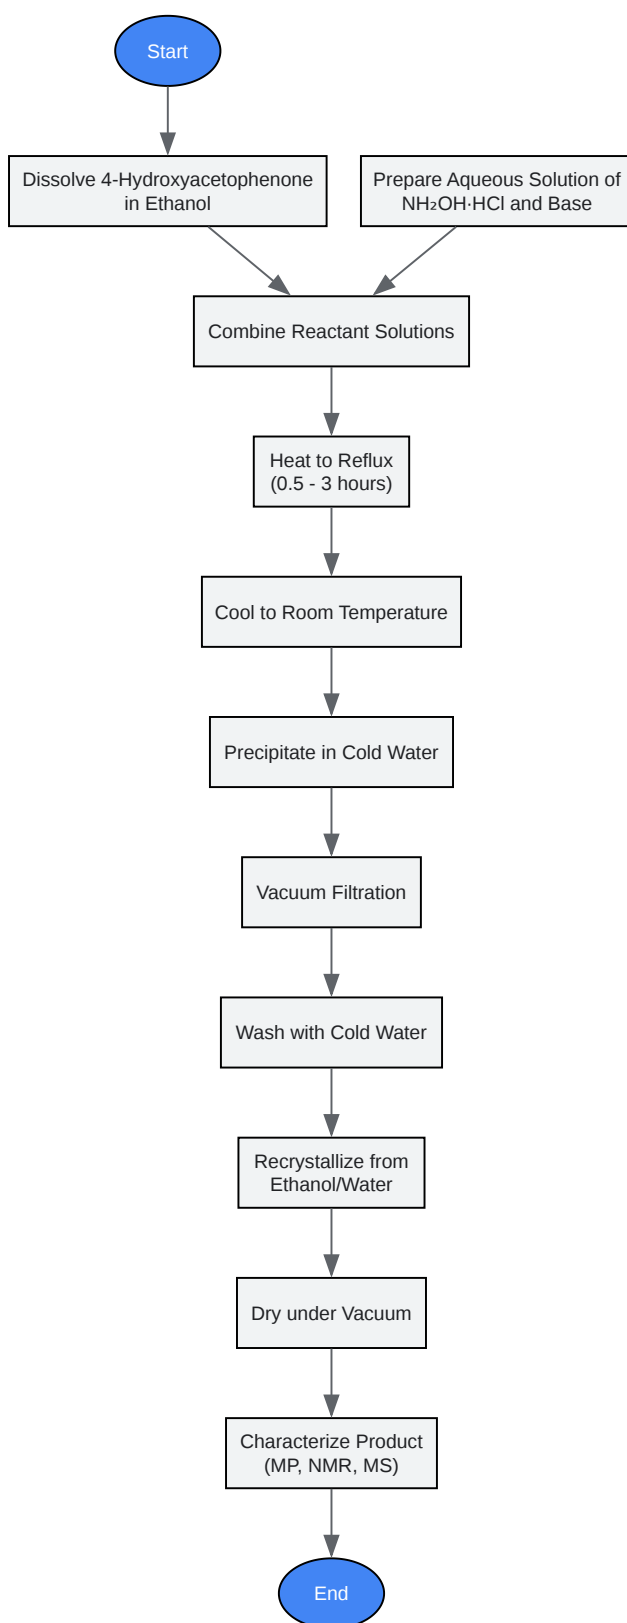 Start
Dissolve 4-Hydroxyacetophenone
in Ethanol
Prepare Aqueous Solution of
NH₂OH·HCl and Base
Combine Reactant Solutions
Heat to Reflux
(0.5 - 3 hours)
Cool to Room Temperature
Precipitate in Cold Water
Vacuum Filtration
Wash with Cold Water
Recrystallize from
Ethanol/Water
Dry under Vacuum
Characterize Product
(MP, NMR, MS)
End